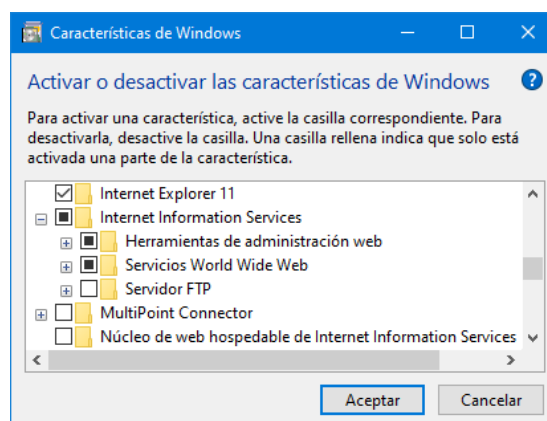 Características de Windows
Activar o desactivar las características de Windows
?
Para activar una característica, active la casilla correspondiente. Para
desactivarla, desactive la casilla. Una casilla rellena indica que solo está
activada una parte de la característica.
Internet Explorer 11
Internet Information Services
Herramientas de administración web
Servicios World Wide Web
Servidor FTP
MultiPoint Connector
Núcleo de web hospedable de Internet Information Services
Aceptar Cancelar